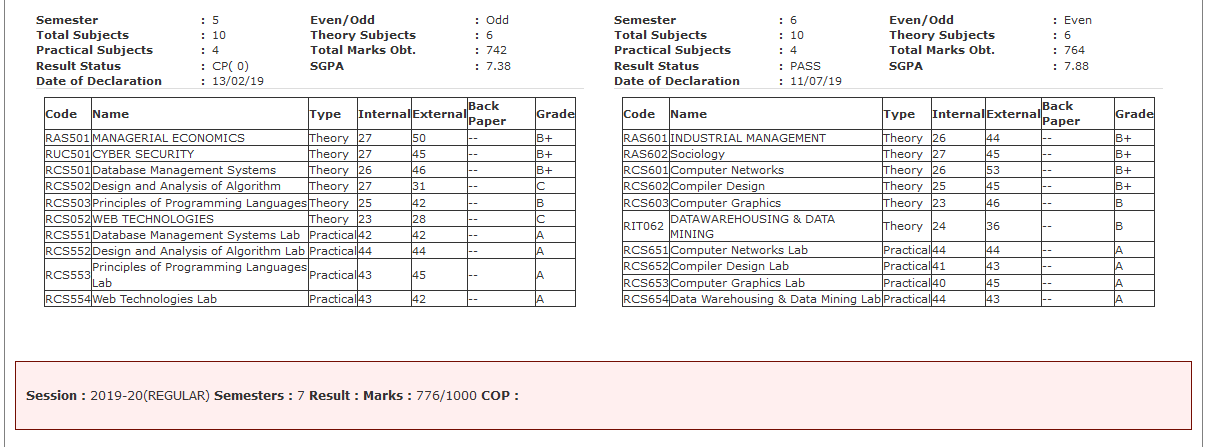 Semester : 5 Even/Odd : Odd
Total Subjects : 10 Theory Subjects : 6
Practical Subjects : 4 Total Marks Obt. : 742
Result Status : CP( 0) SGPA : 7.38
Date of Declaration : 13/02/19
Code Name Type Internal External Back Paper Grade
RAS501 MANAGERIAL ECONOMICS Theory 27 50 -- B+
RUC501 CYBER SECURITY Theory 27 45 -- B+
RCS501 Database Management Systems Theory 26 46 -- B+
RCS502 Design and Analysis of Algorithm Theory 27 31 -- C
RCS503 Principles of Programming Languages Theory 25 42 -- B
RCS052 WEB TECHNOLOGIES Theory 23 28 -- C
RCS551 Database Management Systems Lab Practical 42 42 -- A
RCS552 Design and Analysis of Algorithm Lab Practical 44 44 -- A
RCS553 Principles of Programming Languages Lab Practical 43 45 -- A
RCS554 Web Technologies Lab Practical 43 42 -- A
Semester : 6 Even/Odd : Even
Total Subjects : 10 Theory Subjects : 6
Practical Subjects : 4 Total Marks Obt. : 764
Result Status : PASS SGPA : 7.88
Date of Declaration : 11/07/19
Code Name Type Internal External Back Paper Grade
RAS601 INDUSTRIAL MANAGEMENT Theory 26 44 -- B+
RAS602 Sociology Theory 27 45 -- B+
RCS601 Computer Networks Theory 26 53 -- B+
RCS602 Compiler Design Theory 25 45 -- B+
RCS603 Computer Graphics Theory 23 46 -- B
RIT062 DATAWAREHOUSING & DATA MINING Theory 24 36 -- B
RCS651 Computer Networks Lab Practical 44 44 -- A
RCS652 Compiler Design Lab Practical 41 43 -- A
RCS653 Computer Graphics Lab Practical 40 45 -- A
RCS654 Data Warehousing & Data Mining Lab Practical 44 43 -- A
Session : 2019-20(REGULAR) Semesters : 7 Result : Marks : 776/1000 COP :